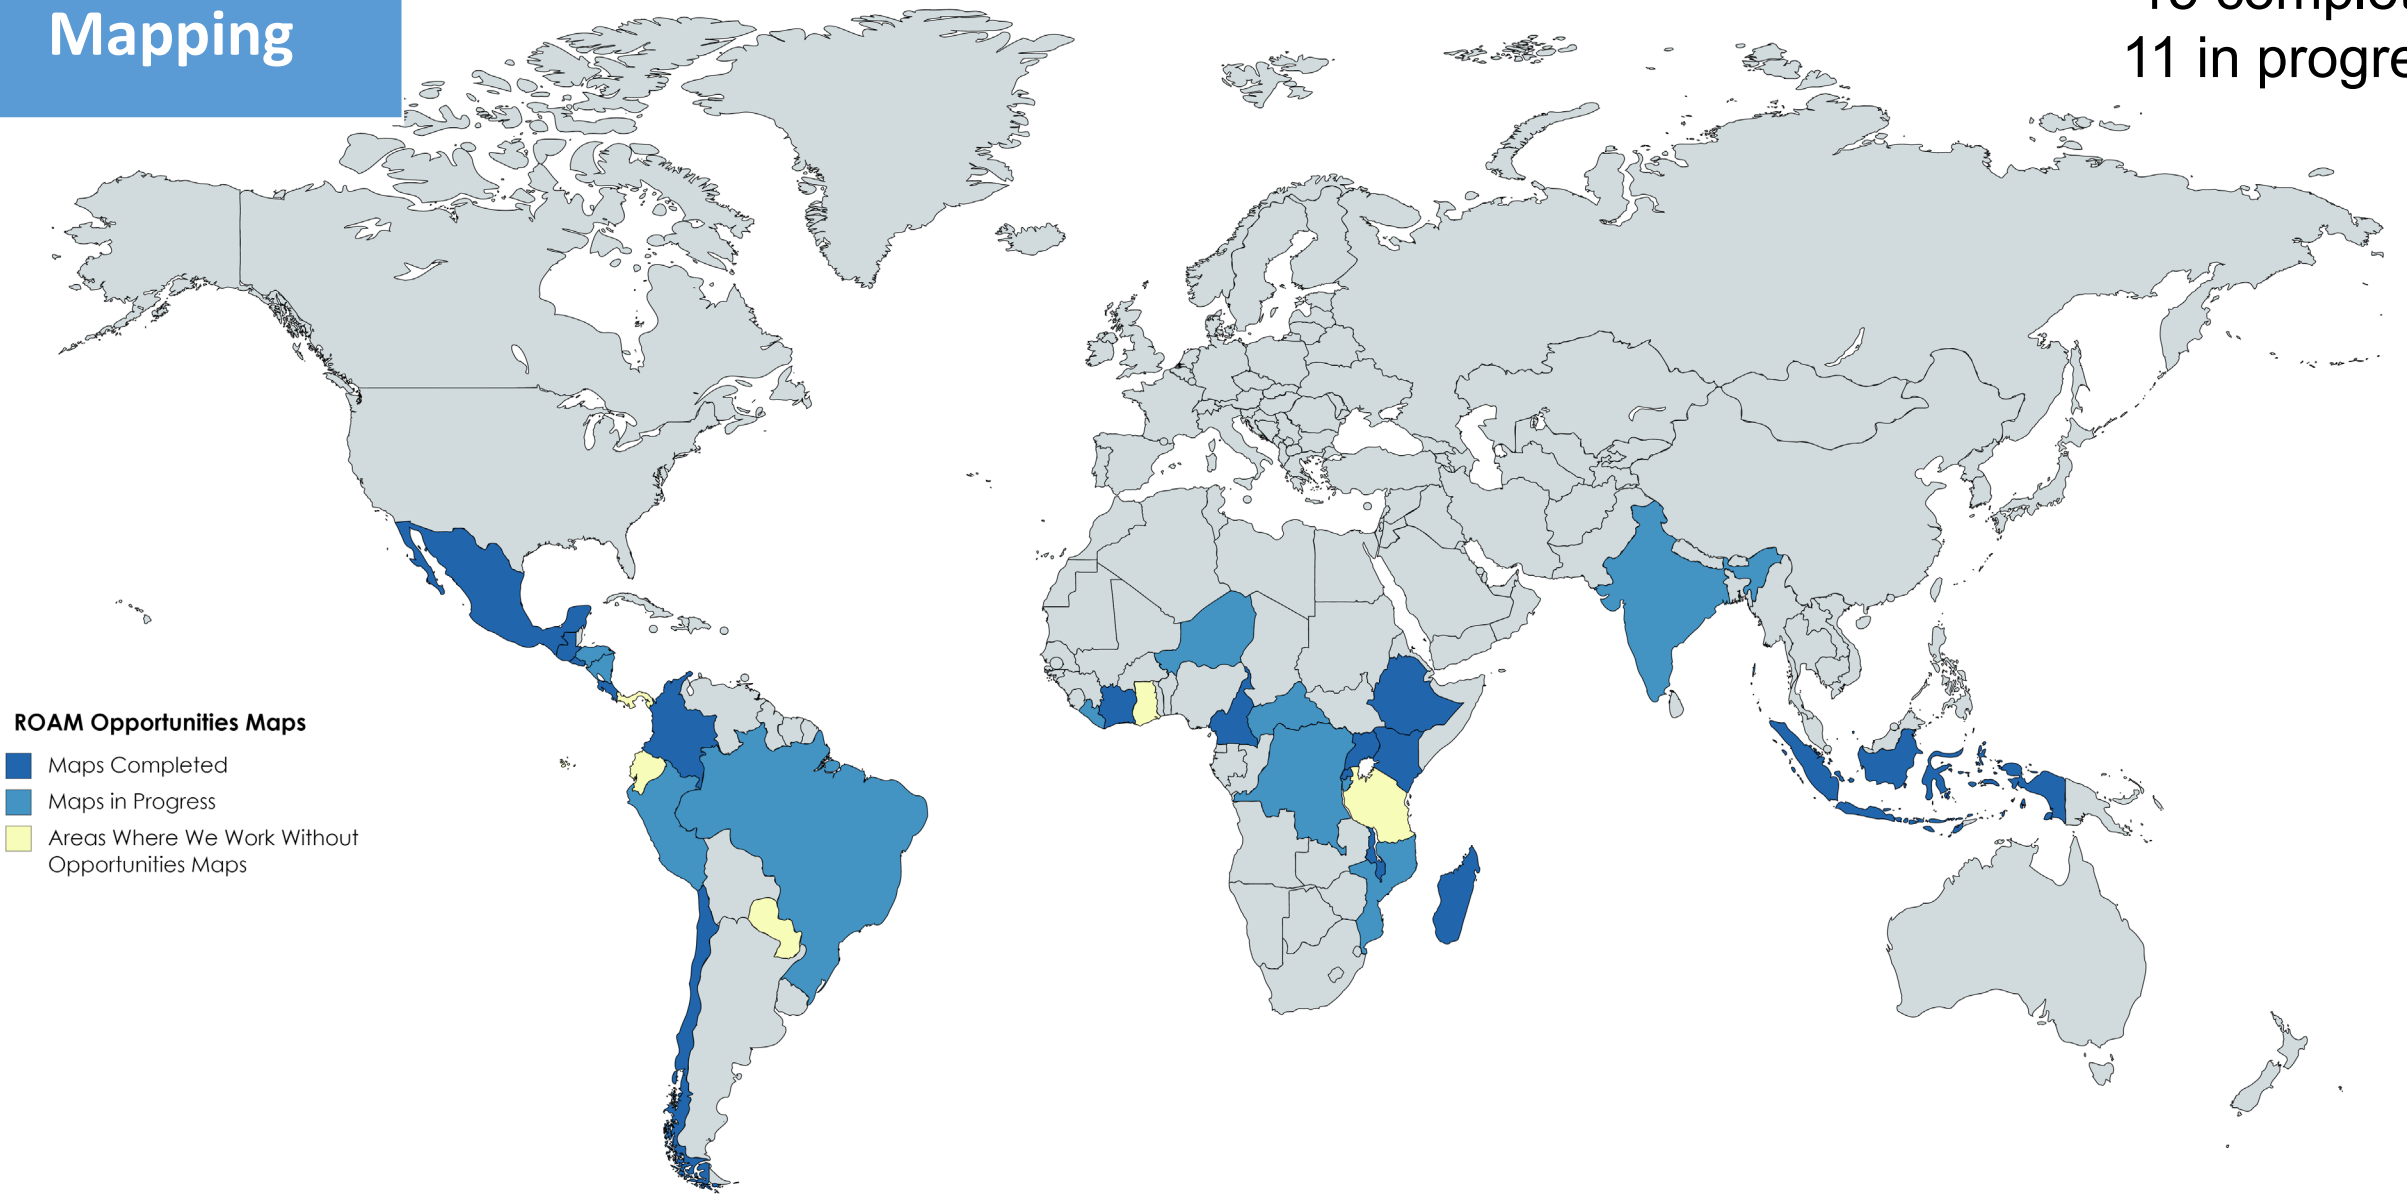 Mapping
11 in progre
ROAM Opportunities Maps
Maps Completed
Maps in Progress
Areas Where We Work Without
Opportunities Maps